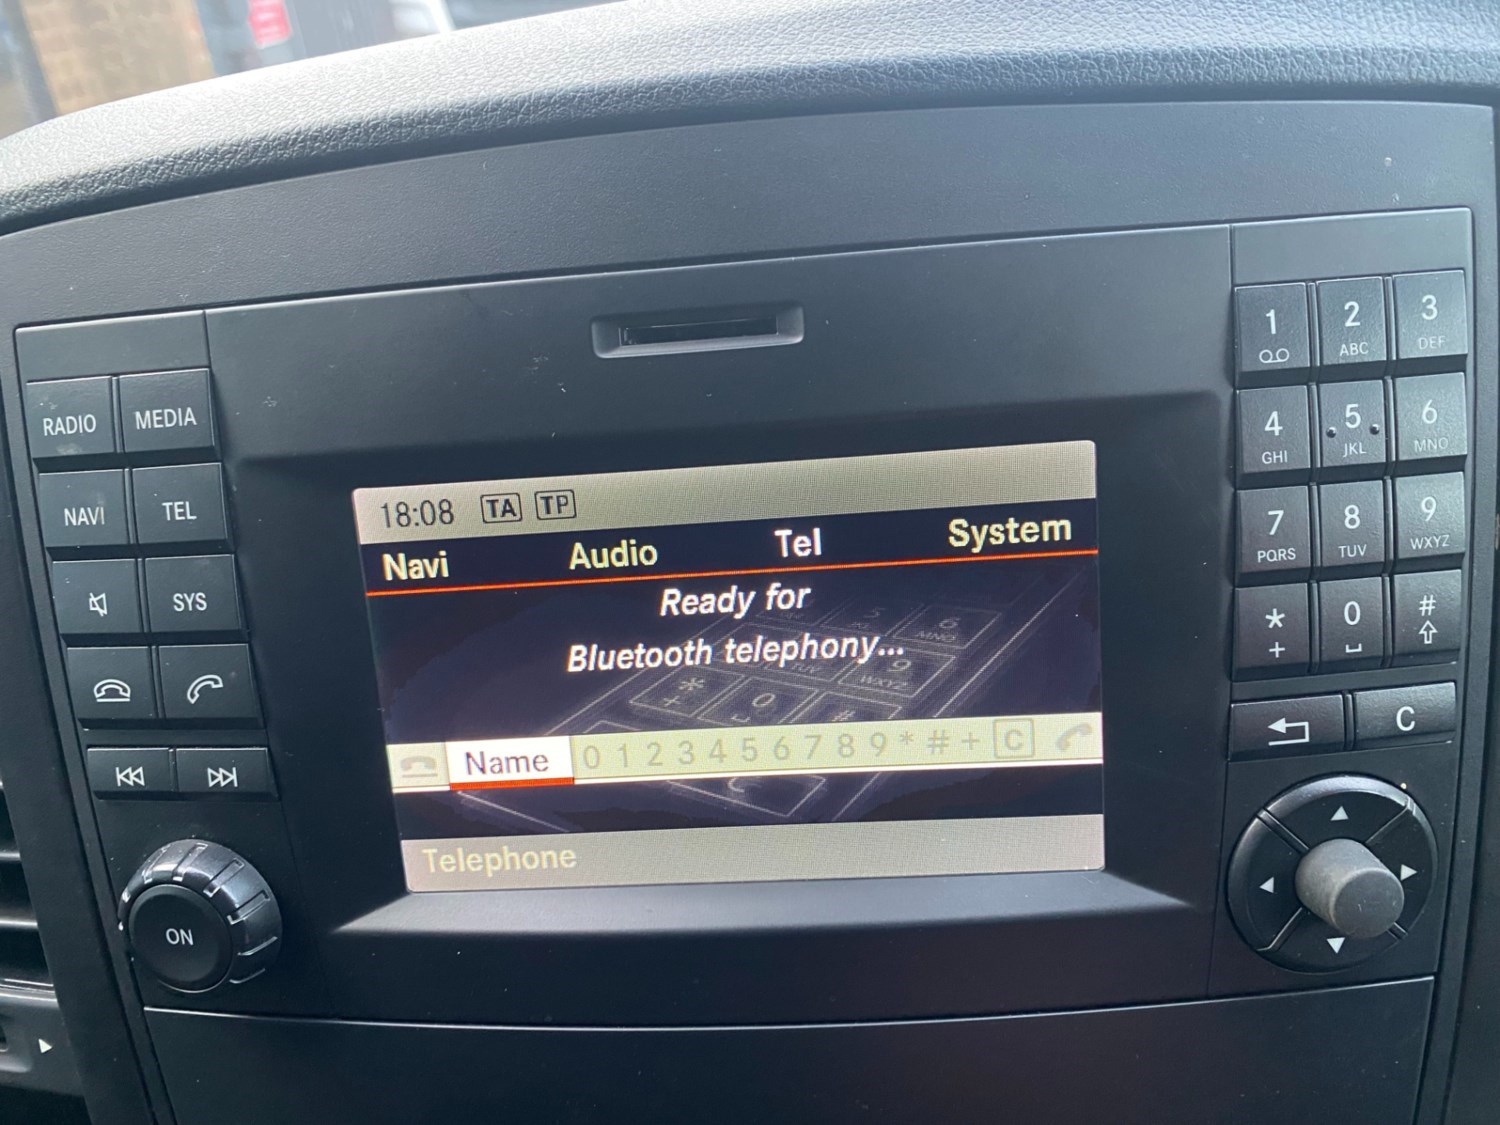 RADIO MEDIA
NAVI TEL
SYS
ON
18:08 TA TP
Navi Audio Tel System
Ready for
Bluetooth telephony...
Name 0 1 2 3 4 5 6 7 8 9 * # + C
Telephone
1 2 3
ABC DEF
4 5 6
GHI JKL MNO
7 8 9
PQRS TUV WXYZ
* 0 #
+
C